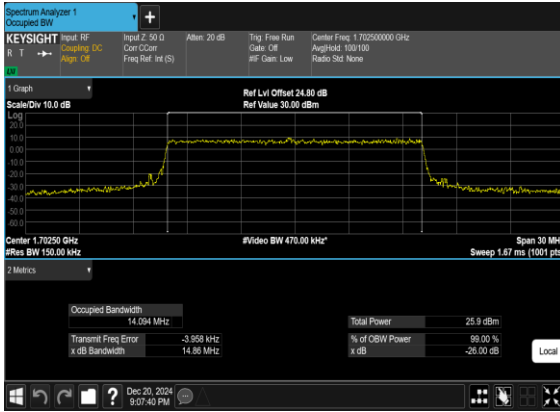 Spectrum Analyzer 1
Occupied BW
+
KEYSIGHT
R T
LV
Input: RF
Coupling: DC
Align: Off
Input Z: 50 Ω
Corr CCorr
Freq Ref: Int (S)
Atten: 20 dB
Trig: Free Run
Gate: Off
#IF Gain: Low
Center Freq: 1.702500000 GHz
Avg|Hold: 100/100
Radio Std: None
1 Graph
Scale/Div 10.0 dB
Ref Lvl Offset 24.80 dB
Ref Value 30.00 dBm
Log
20.0
10.0
0.00
-10.0
-20.0
-30.0
-40.0
-50.0
-60.0
Center 1.70250 GHz
#Res BW 150.00 kHz
#Video BW 470.00 kHz*
Span 30 MH
Sweep 1.67 ms (1001 pts
2 Metrics
Occupied Bandwidth
14.094 MHz
Transmit Freq Error -3.958 kHz
x dB Bandwidth 14.86 MHz
Total Power 25.9 dBm
% of OBW Power 99.00 %
x dB -26.00 dB
Local
?
Dec 20, 2024
9:07:40 PM